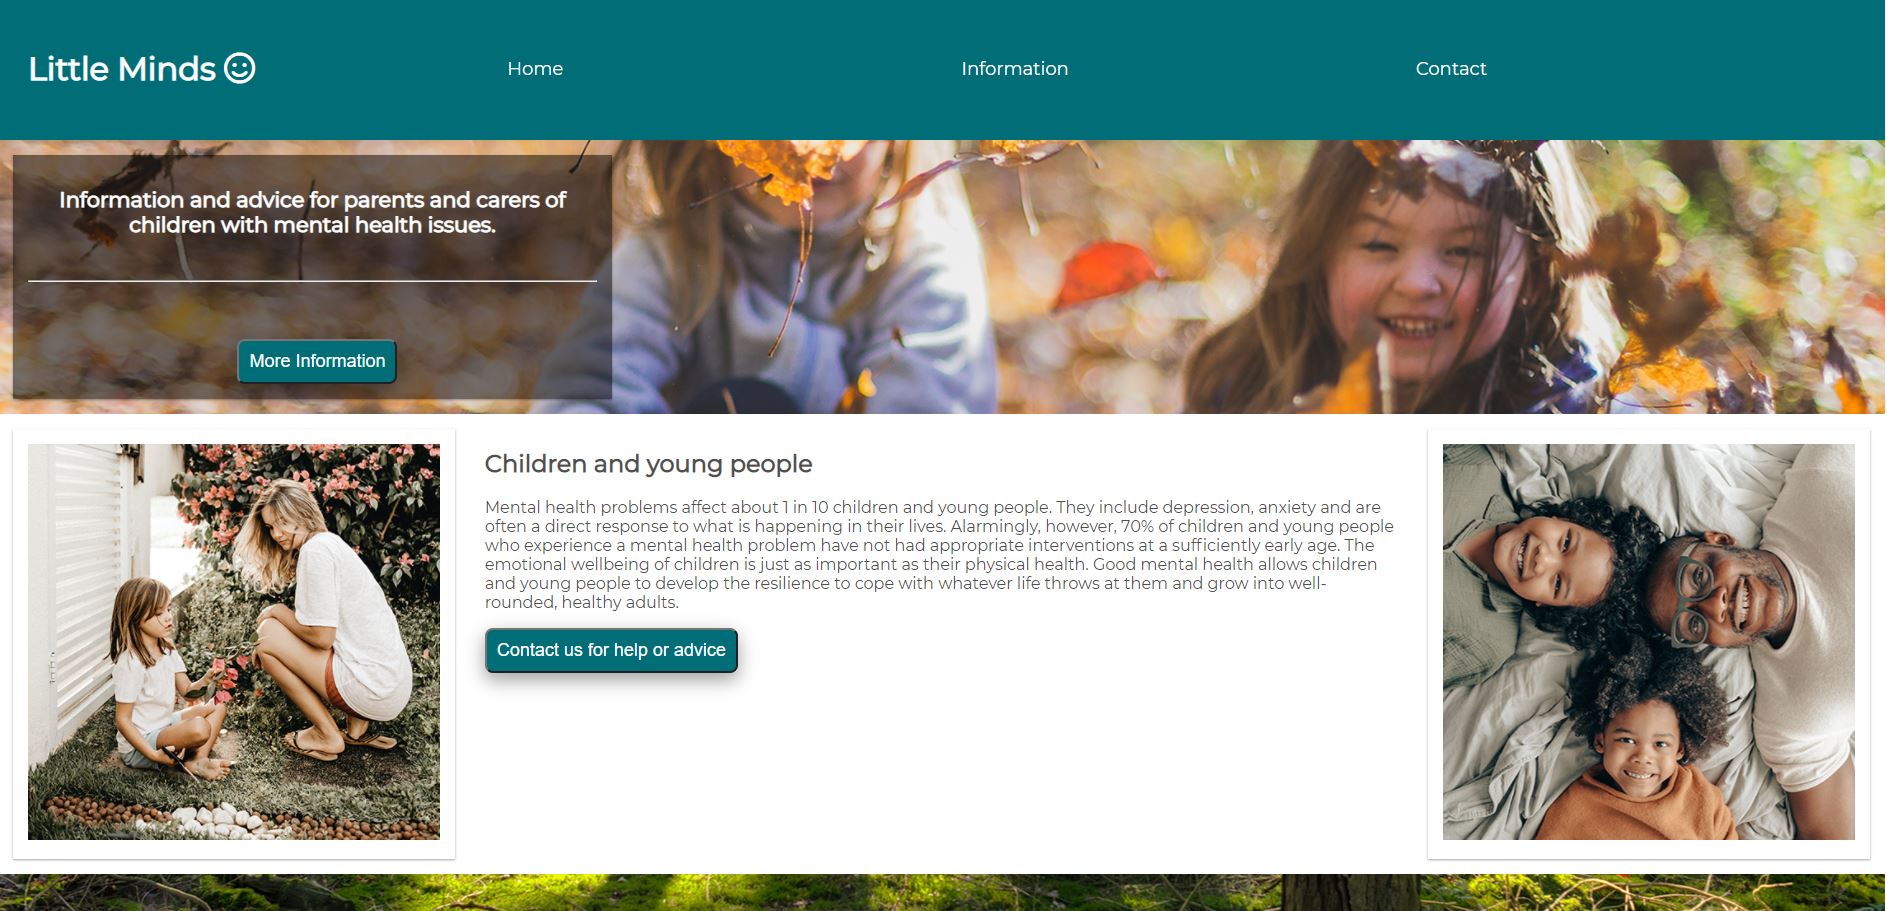 Little Minds
Home
Information
Contact
Information and advice for parents and carers of
children with mental health issues.
More Information
Children and young people
Mental health problems affect about 1 in 10 children and young people. They include depression, anxiety and are
often a direct response to what is happening in their lives. Alarmingly, however, 70% of children and young people
who experience a mental health problem have not had appropriate interventions at a sufficiently early age. The
emotional wellbeing of children is just as important as their physical health. Good mental health allows children
and young people to develop the resilience to cope with whatever life throws at them and grow into well-
rounded, healthy adults.
Contact us for help or advice